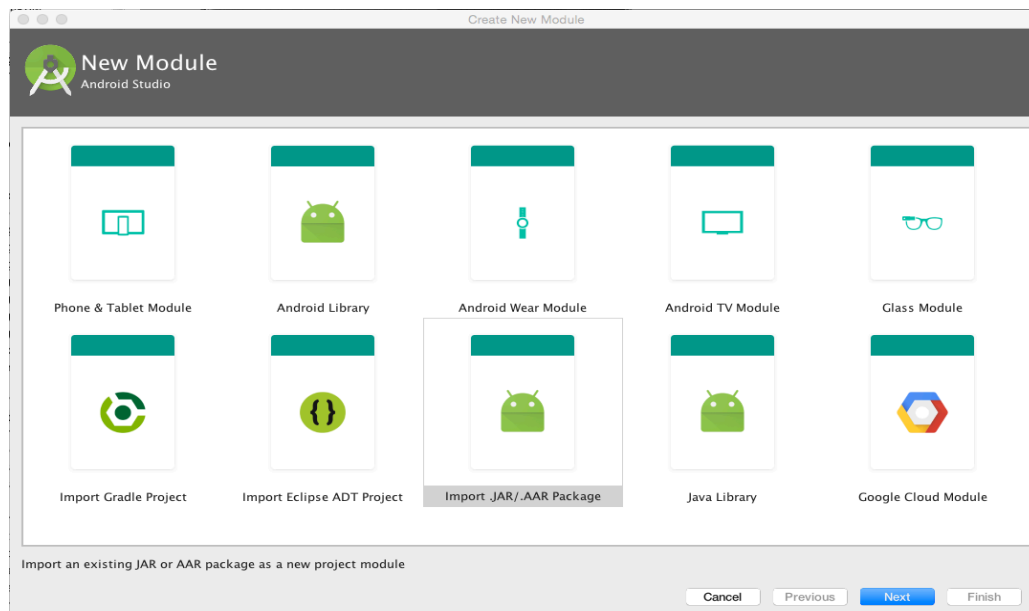 Create New Module
New Module
Android Studio
Phone & Tablet Module
Android Library
Android Wear Module
Android TV Module
Glass Module
{}
Import Gradle Project
Import Eclipse ADT Project
Import .JAR/.AAR Package
Java Library
Google Cloud Module
Import an existing JAR or AAR package as a new project module
Cancel
Previous
Next
Finish